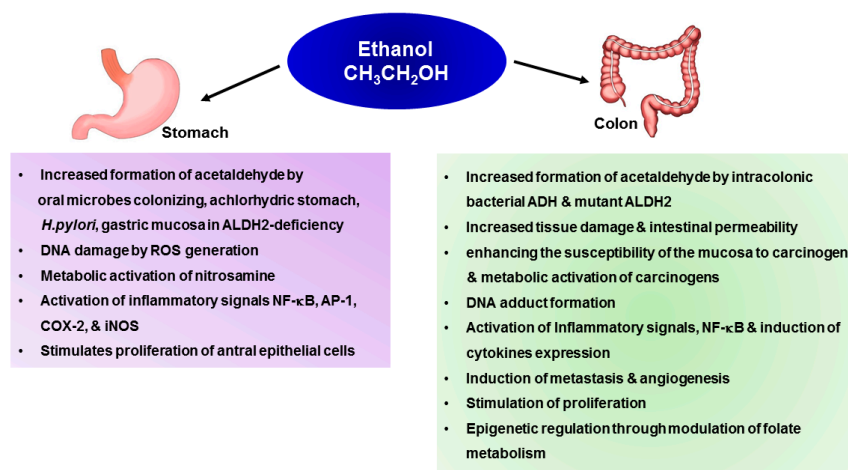 Ethanol
CH₃CH₂OH
Stomach
Colon
• Increased formation of acetaldehyde by
oral microbes colonizing, achlorhydric stomach,
H.pylori, gastric mucosa in ALDH2-deficiency
• DNA damage by ROS generation
• Metabolic activation of nitrosamine
• Activation of inflammatory signals NF-κB, AP-1,
COX-2, & iNOS
• Stimulates proliferation of antral epithelial cells
• Increased formation of acetaldehyde by intracolonic
bacterial ADH & mutant ALDH2
• Increased tissue damage & intestinal permeability
• enhancing the susceptibility of the mucosa to carcinogen
& metabolic activation of carcinogens
• DNA adduct formation
• Activation of Inflammatory signals, NF-κB & induction of
cytokines expression
• Induction of metastasis & angiogenesis
• Stimulation of proliferation
• Epigenetic regulation through modulation of folate
metabolism